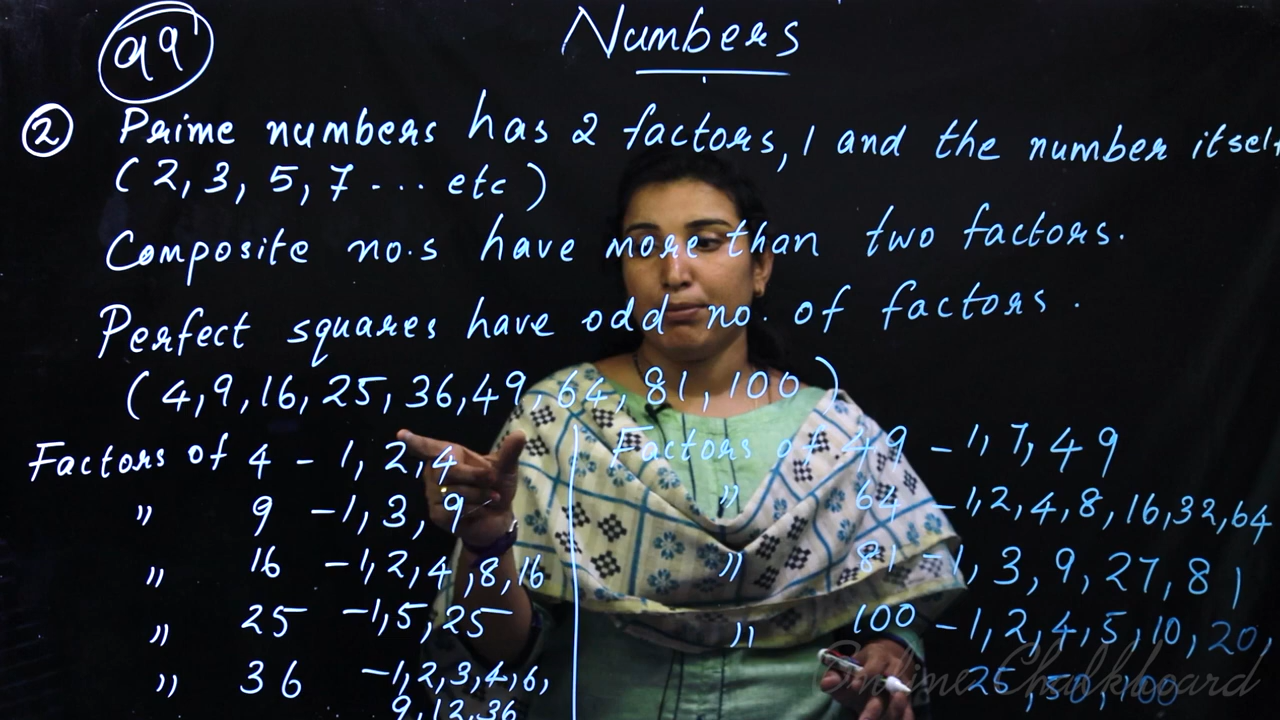 99
Numbers
② Prime numbers has 2 factors, 1 and the number itself
(2, 3, 5, 7 ... etc)
Composite no.s have more than two factors.
Perfect squares have odd no. of factors.
(4,9,16,25,36,49,64,81,100)
Factors of 4 - 1, 2, 4
" 9 - 1, 3, 9
" 16 - 1, 2, 4, 8, 16
" 25 - 1, 5, 25
" 36 - 1, 2, 3, 4, 6,
9, 12, 36
Factors of 49 - 1, 7, 49
" 64 - 1, 2, 4, 8, 16, 32, 64
" 81 - 1, 3, 9, 27, 81
" 100 - 1, 2, 4, 5, 10, 20,
25, 50, 100
Online Chalkboard